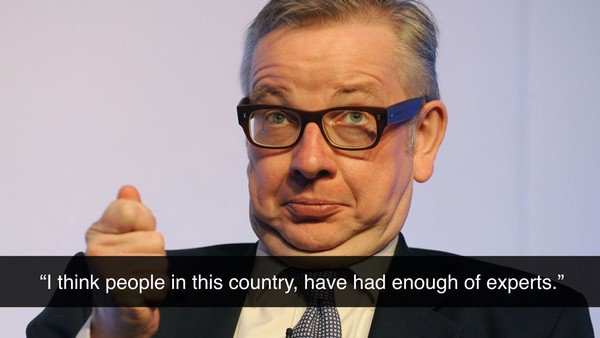 “I think people in this country, have had enough of experts.”